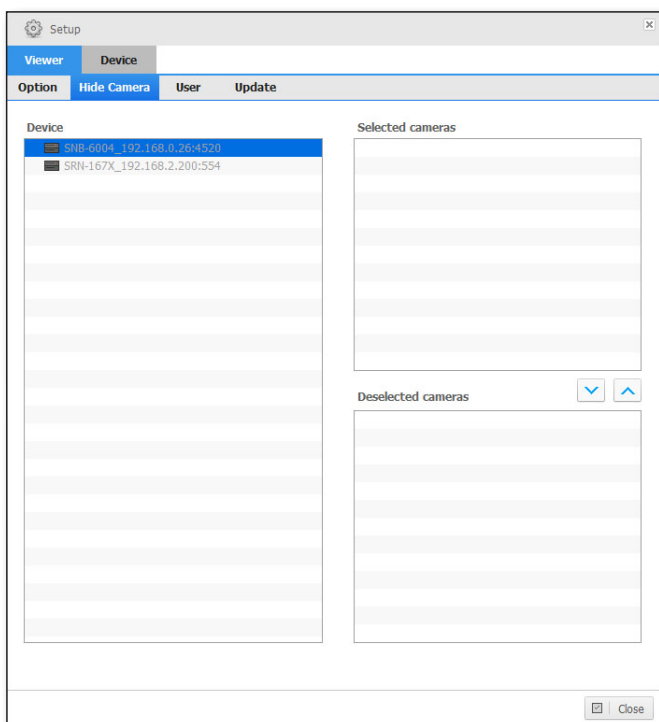 Setup
Viewer Device
Option Hide Camera User Update
Device
SNB-6004_192.168.0.26:4520
SRN-167X_192.168.2.200:554
Selected cameras
Deselected cameras
Close